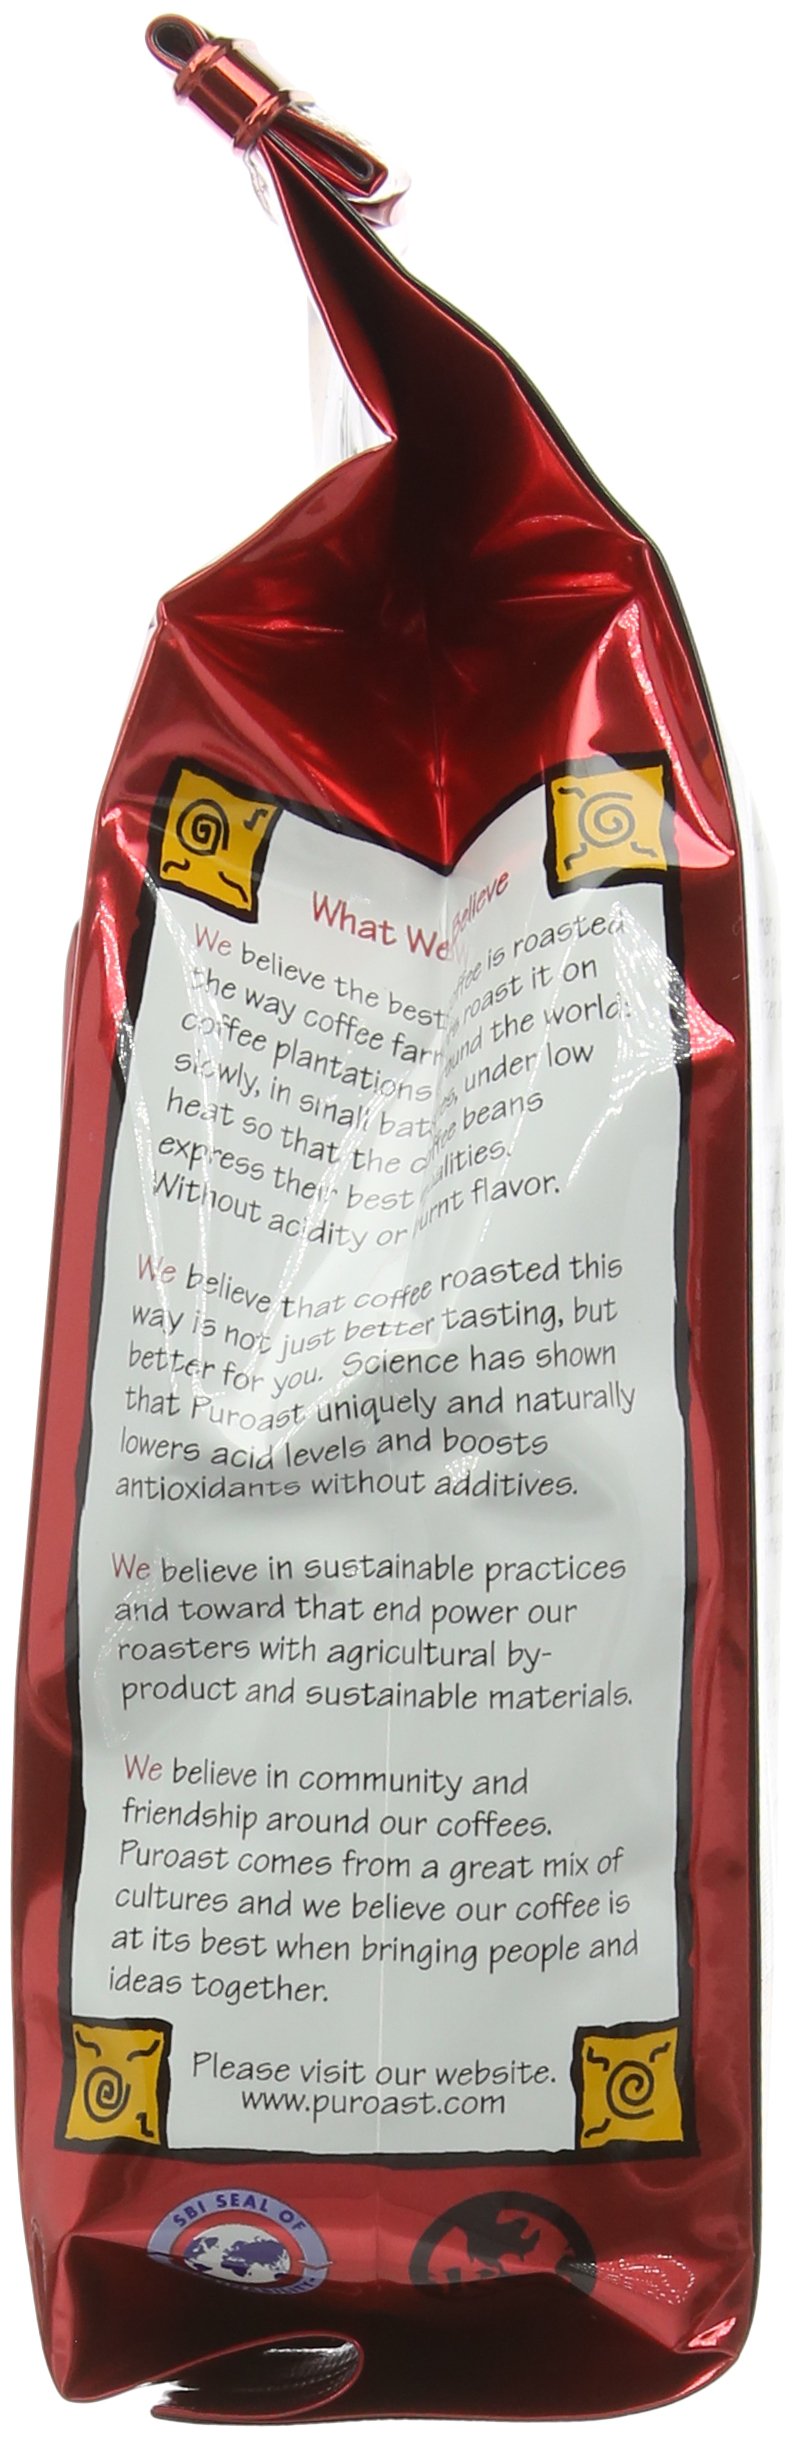 What We Believe
We believe the best coffee is roasted
the way coffee roast it on
coffee plantations around the world:
slowly, in small batches, under low
heat so that the coffee beans
express their best qualities.
Without acidity or burnt flavor.
We believe that coffee roasted this
way is not just better tasting, but
better for you. Science has shown
that Puroast uniquely and naturally
lowers acid levels and boosts
antioxidants without additives.
We believe in sustainable practices
and toward that end power our
roasters with agricultural by-
product and sustainable materials.
We believe in community and
friendship around our coffees.
Puroast comes from a great mix of
cultures and we believe our coffee is
at its best when bringing people and
ideas together.
Please visit our website.
www.puroast.com
SBI SEAL OF